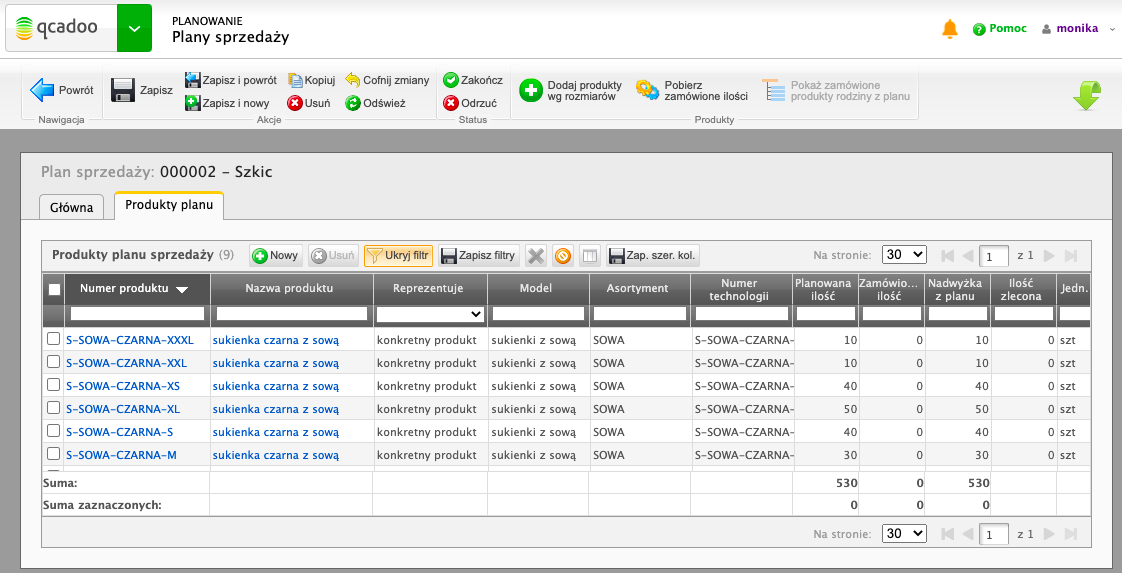 qcadoo
PLANOWANIE
Plany sprzedaży
Pomoc
monika
Powrót
Nawigacja
Zapisz
Zapisz i powrót
Kopiuj
Cofnij zmiany
Zapisz i nowy
Usuń
Odśwież
Akcje
Zakończ
Odrzuć
Status
Dodaj produkty
wg rozmiarów
Pobierz
zamówione ilości
Pokaż zamówione
produkty rodziny z planu
Produkty
Plan sprzedaży: 000002 – Szkic
Główna
Produkty planu
Produkty planu sprzedaży (9)
Nowy
Usuń
Ukryj filtr
Zapisz filtry
Zap. szer. kol.
Na stronie: 30 1 z 1
Numer produktu Nazwa produktu Reprezentuje Model Asortyment Numer technologii Planowana ilość Zamówio... ilość Nadwyżka z planu Ilość zlecona Jedn.
S-SOWA-CZARNA-XXXL sukienka czarna z sową konkretny produkt sukienki z sową SOWA S-SOWA-CZARNA- 10 0 10 0 szt
S-SOWA-CZARNA-XXL sukienka czarna z sową konkretny produkt sukienki z sową SOWA S-SOWA-CZARNA- 10 0 10 0 szt
S-SOWA-CZARNA-XS sukienka czarna z sową konkretny produkt sukienki z sową SOWA S-SOWA-CZARNA- 40 0 40 0 szt
S-SOWA-CZARNA-XL sukienka czarna z sową konkretny produkt sukienki z sową SOWA S-SOWA-CZARNA- 50 0 50 0 szt
S-SOWA-CZARNA-S sukienka czarna z sową konkretny produkt sukienki z sową SOWA S-SOWA-CZARNA- 40 0 40 0 szt
S-SOWA-CZARNA-M sukienka czarna z sową konkretny produkt sukienki z sową SOWA S-SOWA-CZARNA- 30 0 30 0 szt
Suma: 530 0 530
Suma zaznaczonych: 0 0 0
Na stronie: 30 1 z 1